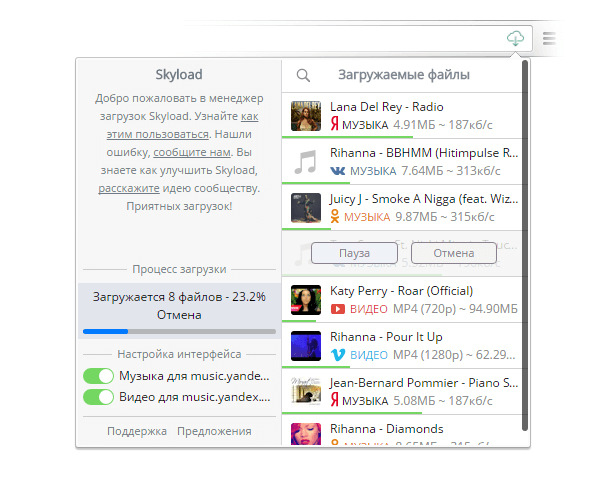 Skyload
Добро пожаловать в менеджер
загрузок Skyload. Узнайте как
этим пользоваться. Нашли
ошибку, сообщите нам. Вы
знаете как улучшить Skyload,
расскажите идею сообществу.
Приятных загрузок!
Процесс загрузки
Загружается 8 файлов - 23.2%
Отмена
Настройка интерфейса
Музыка для music.yande...
Видео для music.yandex....
Поддержка Предложения
Загружаемые файлы
Lana Del Rey - Radio
Я МУЗЫКА 4.91МБ ~ 187кб/с
Rihanna - BBHMM (Hitimpulse R...
МУЗЫКА 7.64МБ ~ 313кб/с
Juicy J - Smoke A Nigga (feat. Wiz...
МУЗЫКА 9.87МБ ~ 315кб/с
Пауза Отмена
Katy Perry - Roar (Official)
ВИДЕО MP4 (720p) ~ 94.90МБ
Rihanna - Pour It Up
ВИДЕО MP4 (1280p) ~ 62.29...
Jean-Bernard Pommier - Piano S...
Я МУЗЫКА 5.08МБ ~ 187кб/с
Rihanna - Diamonds